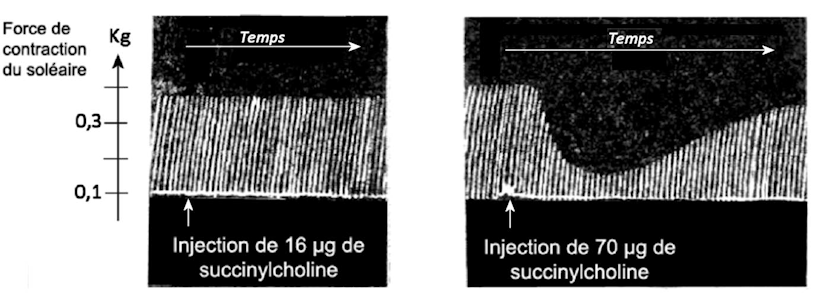 Force de
contraction
du soléaire
Kg
0,3
0,1
Temps
Injection de 16 µg de
succinylcholine
Temps
Injection de 70 µg de
succinylcholine